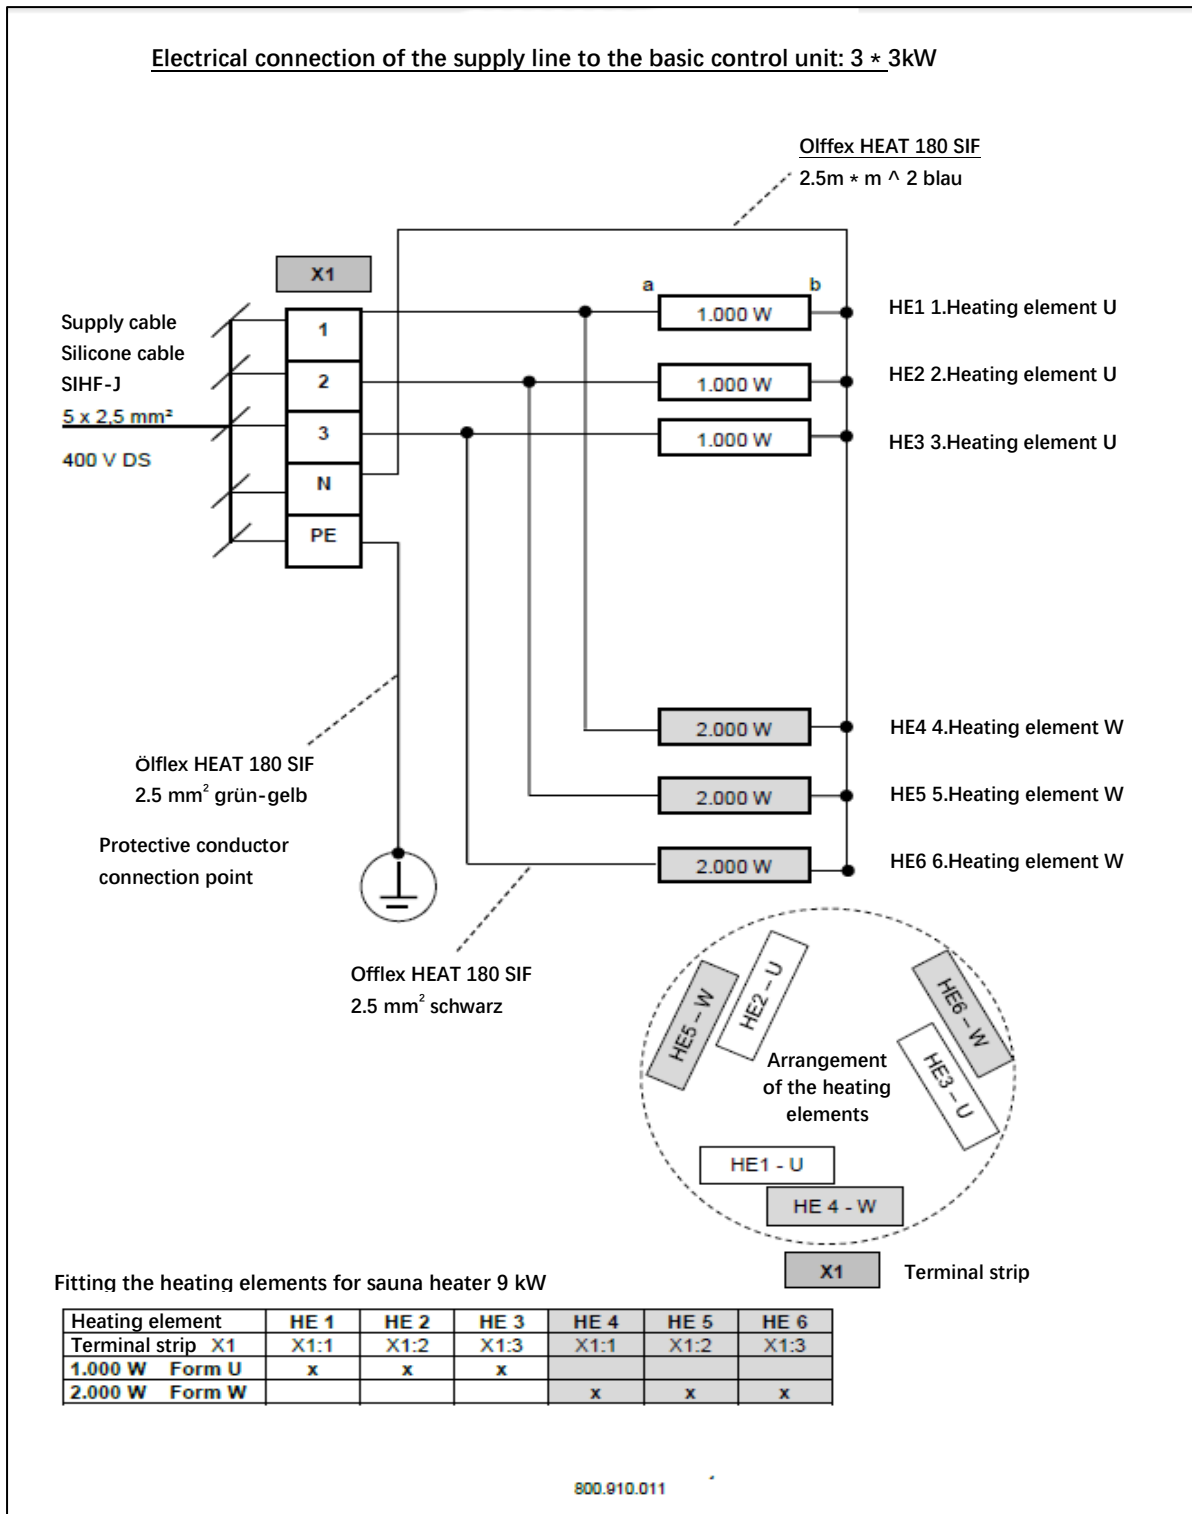 Electrical connection of the supply line to the basic control unit: 3 * 3kW
Olffex HEAT 180 SIF
2.5m * m ^ 2 blau
X1
Supply cable
Silicone cable
SIHF-J
5 x 2,5 mm²
400 V DS
1
2
3
N
PE
a
b
1.000 W
HE1 1.Heating element U
1.000 W
HE2 2.Heating element U
1.000 W
HE3 3.Heating element U
2.000 W
HE4 4.Heating element W
2.000 W
HE5 5.Heating element W
2.000 W
HE6 6.Heating element W
Ölflex HEAT 180 SIF
2.5 mm² grün-gelb
Protective conductor
connection point
Offlex HEAT 180 SIF
2.5 mm² schwarz
HE5 – W
HE2 – U
HE6 – W
HE3 – U
Arrangement
of the heating
elements
HE1 - U
HE 4 - W
X1
Terminal strip
Fitting the heating elements for sauna heater 9 kW
Heating element HE 1 HE 2 HE 3 HE 4 HE 5 HE 6
Terminal strip X1 X1:1 X1:2 X1:3 X1:1 X1:2 X1:3
1.000 W Form U x x x
2.000 W Form W x x x
800.910.011